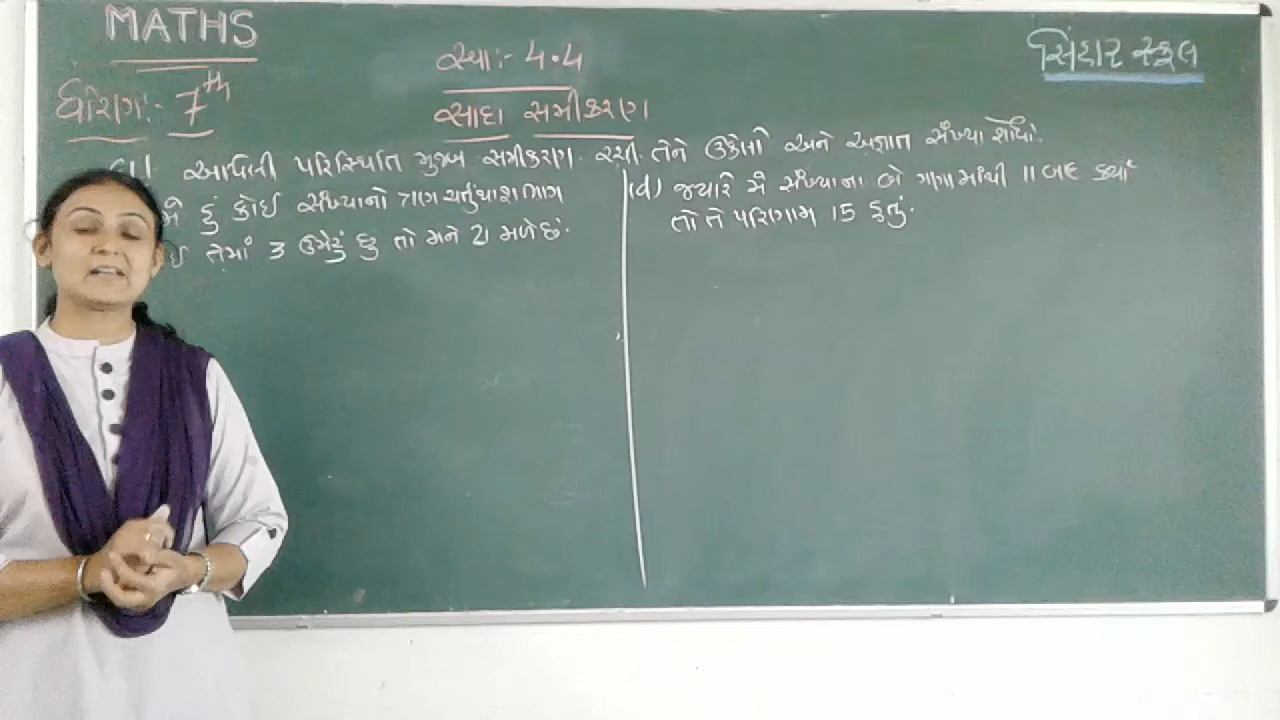 MATHS
સ્વા:- 4.4
સિંહાર સ્કૂલ
ધોરણ:- 7th
સાદા સમીકરણ
આપેલી પરિસ્થિતિ મુજબ સમીકરણ રચી તેને ઉકેલો અને અજ્ઞાત સંખ્યા શોધો.
હું કોઈ સંખ્યાનો ત્રણ ચતુર્થાંશ ભાગ
તેમાં 3 ઉમેરું છુ તો મને 21 મળે છે.
(d) જ્યારે મેં સંખ્યાના બે ગણામાંથી 11 બાદ કર્યાં
તો તે પરિણામ 15 હતું.